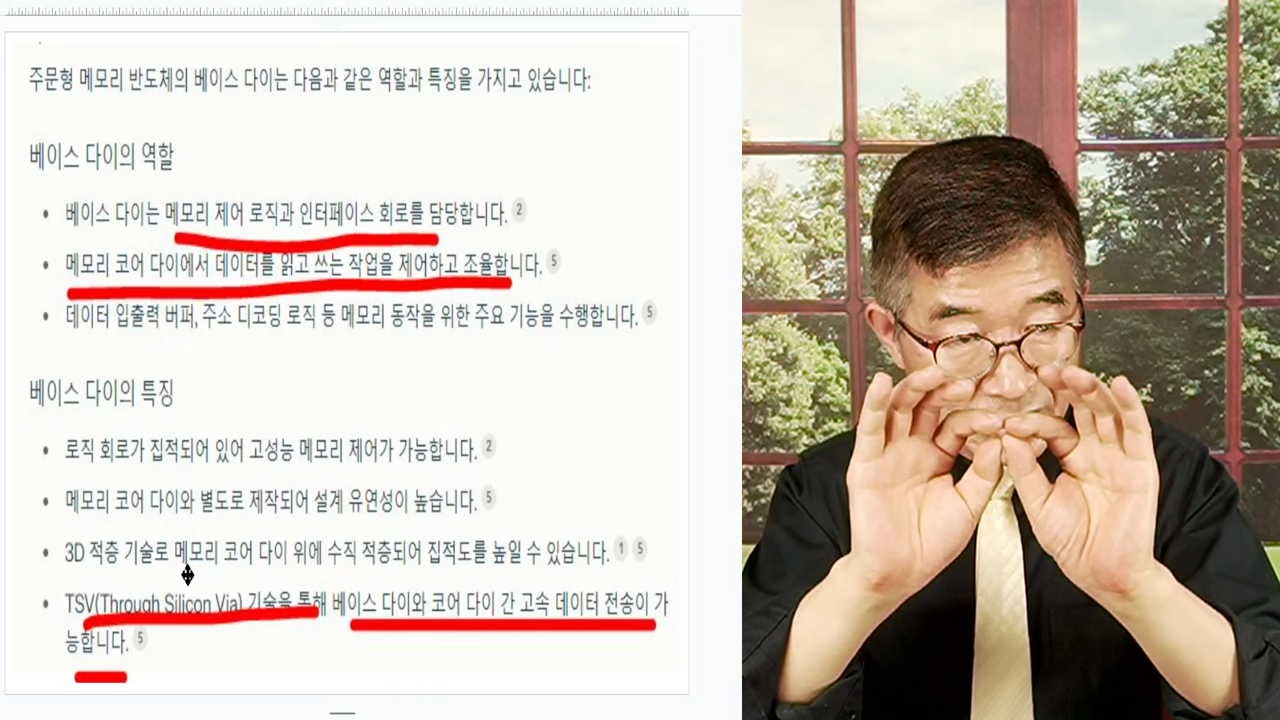 주문형 메모리 반도체의 베이스 다이는 다음과 같은 역할과 특징을 가지고 있습니다:
베이스 다이의 역할
• 베이스 다이는 메모리 제어 로직과 인터페이스 회로를 담당합니다. 2
• 메모리 코어 다이에서 데이터를 읽고 쓰는 작업을 제어하고 조율합니다. 5
• 데이터 입출력 버퍼, 주소 디코딩 로직 등 메모리 동작을 위한 주요 기능을 수행합니다. 5
베이스 다이의 특징
• 로직 회로가 집적되어 있어 고성능 메모리 제어가 가능합니다. 2
• 메모리 코어 다이와 별도로 제작되어 설계 유연성이 높습니다. 5
• 3D 적층 기술로 메모리 코어 다이 위에 수직 적층되어 집적도를 높일 수 있습니다. 1 5
• TSV(Through Silicon Via) 기술을 통해 베이스 다이와 코어 다이 간 고속 데이터 전송이 가
능합니다. 5